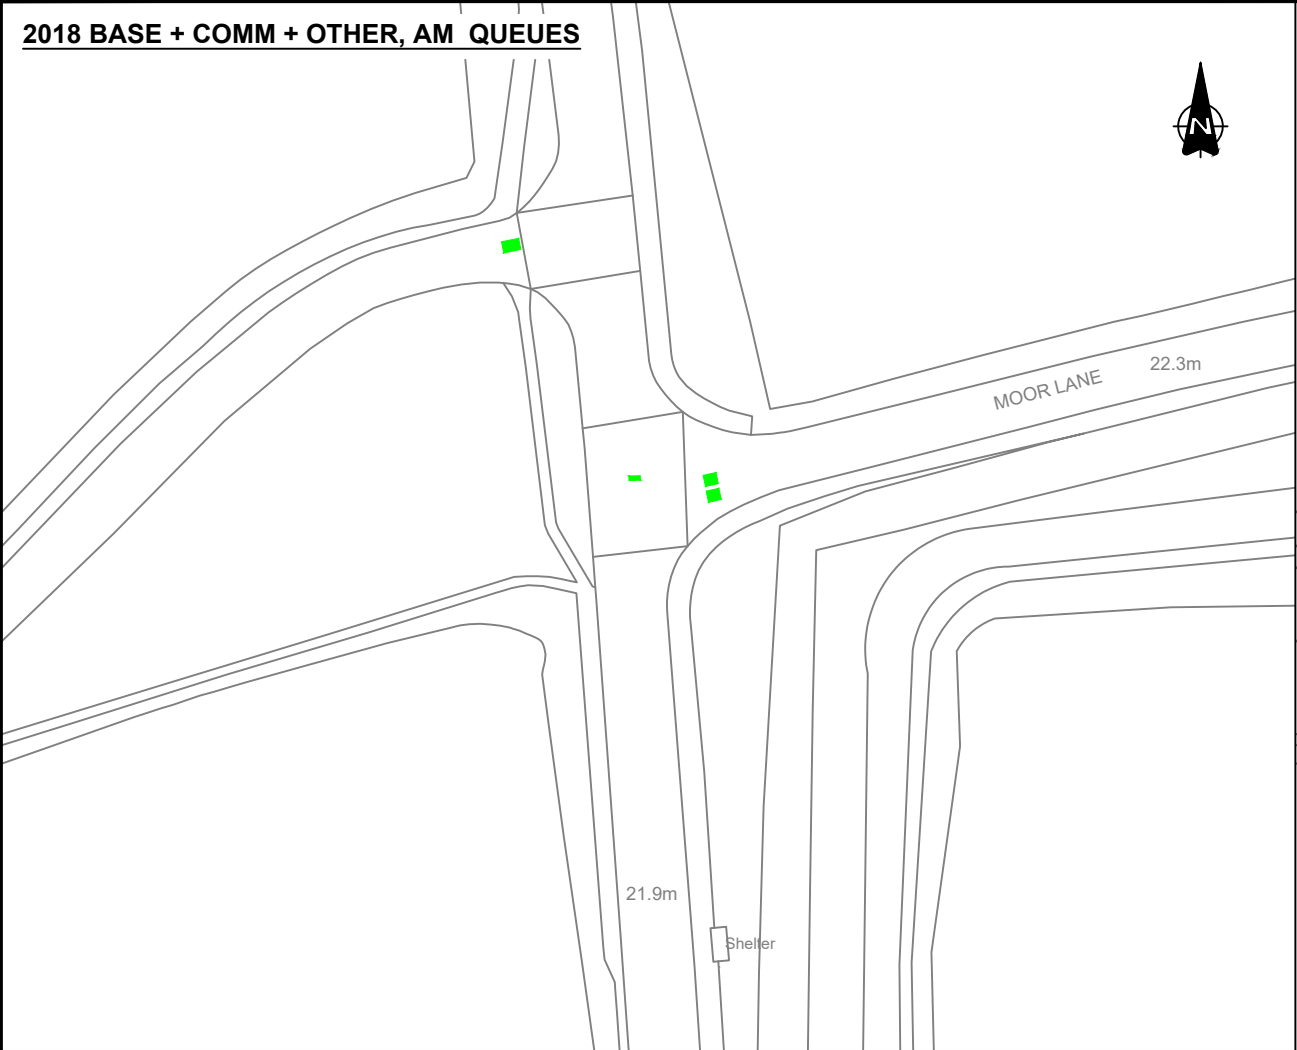 2018 BASE + COMM + OTHER, AM QUEUES
N
22.3m
MOOR LANE
21.9m
Shelter